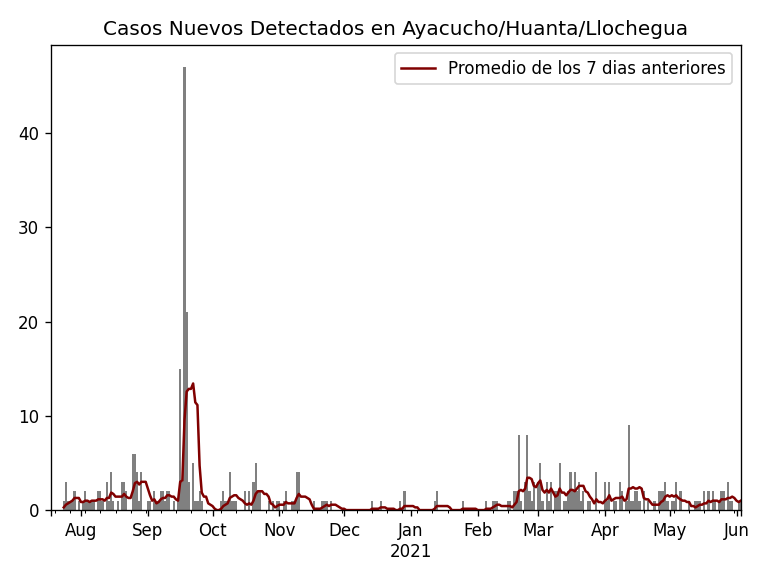 Casos Nuevos Detectados en Ayacucho/Huanta/Llochegua
Promedio de los 7 dias anteriores
40
30
20
10
0
Aug Sep Oct Nov Dec Jan Feb Mar Apr May Jun
2021